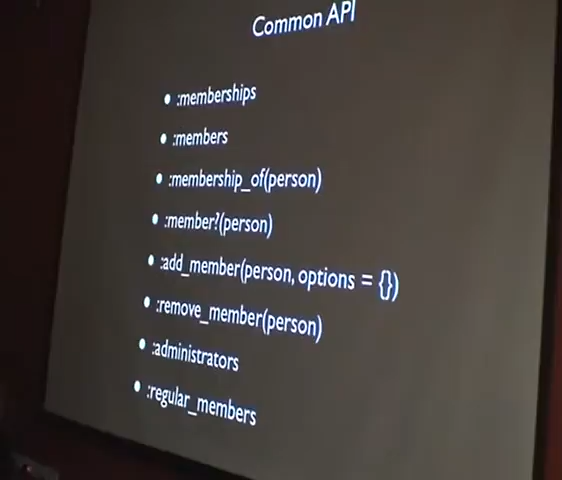 Common API
• :memberships
• :members
• :membership_of(person)
• :member?(person)
• :add_member(person, options = {})
• :remove_member(person)
• :administrators
• :regular_members